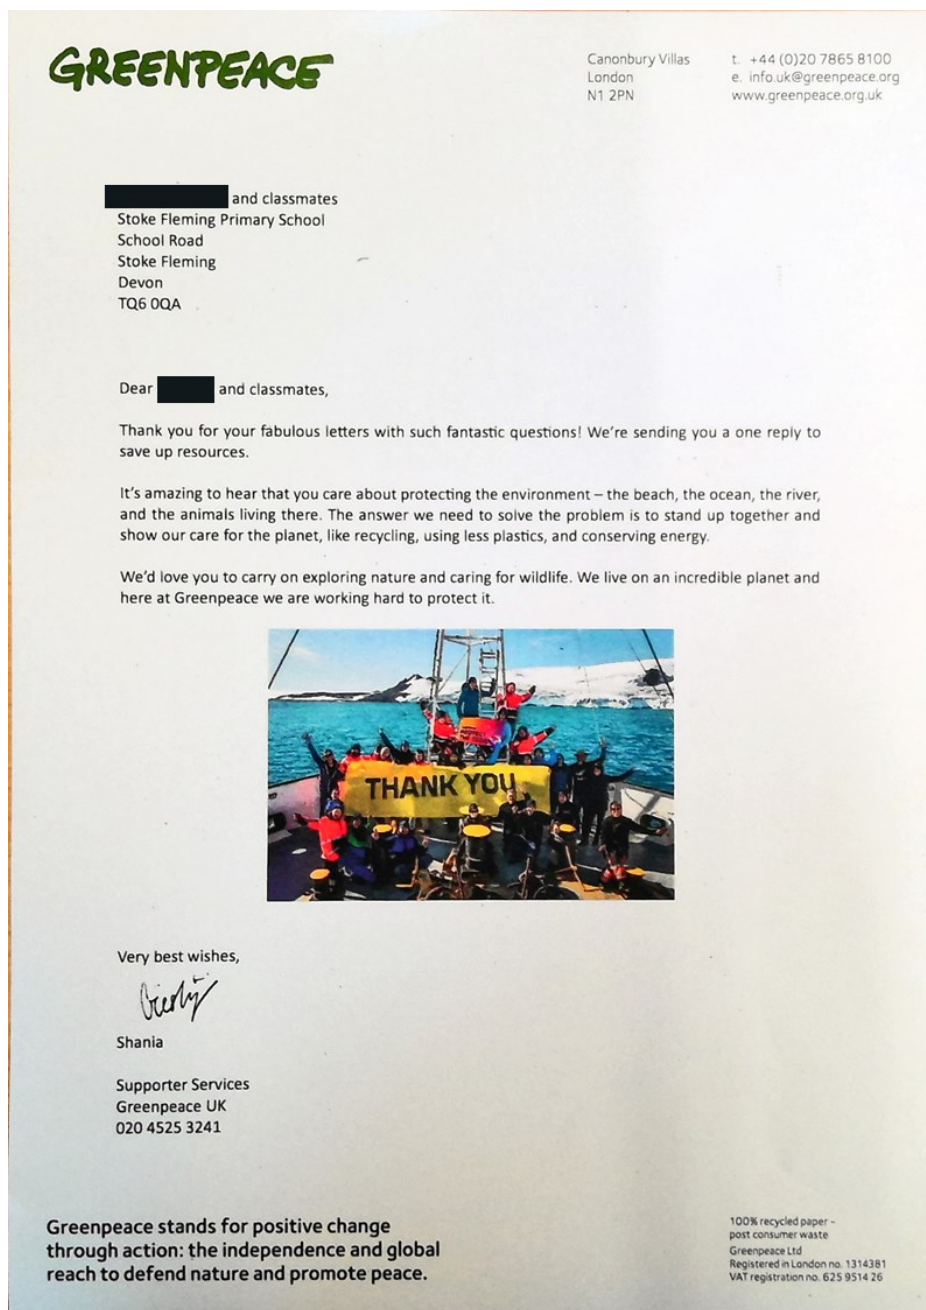 GREENPEACE
Canonbury Villas
London
N1 2PN
t. +44 (0)20 7865 8100
e. info.uk@greenpeace.org
www.greenpeace.org.uk
and classmates
Stoke Fleming Primary School
School Road
Stoke Fleming
Devon
TQ6 0QA
Dear and classmates,
Thank you for your fabulous letters with such fantastic questions! We're sending you a one reply to
save up resources.
It's amazing to hear that you care about protecting the environment – the beach, the ocean, the river,
and the animals living there. The answer we need to solve the problem is to stand up together and
show our care for the planet, like recycling, using less plastics, and conserving energy.
We'd love you to carry on exploring nature and caring for wildlife. We live on an incredible planet and
here at Greenpeace we are working hard to protect it.
THANK YOU
Very best wishes,
Shania
Supporter Services
Greenpeace UK
020 4525 3241
Greenpeace stands for positive change
through action: the independence and global
reach to defend nature and promote peace.
100% recycled paper –
post consumer waste
Greenpeace Ltd
Registered in London no. 1314381
VAT registration no. 625 9514 26